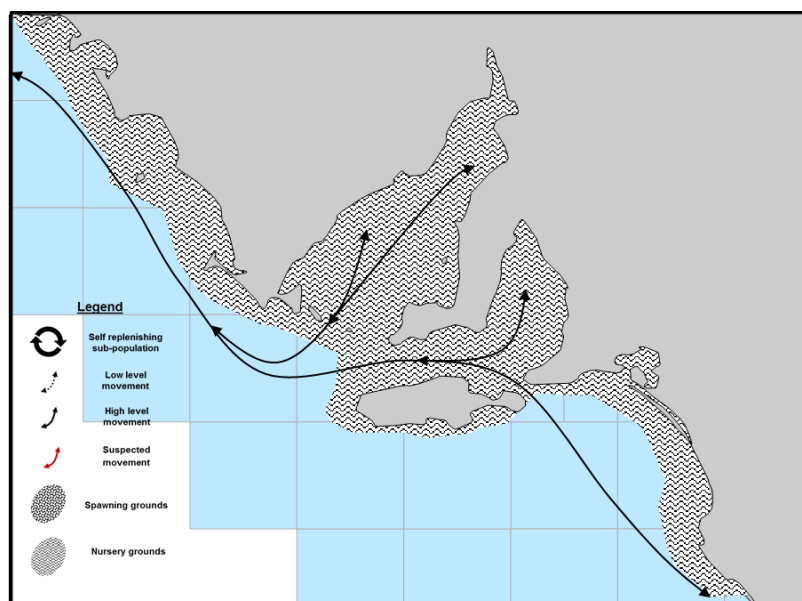 Legend
Self replenishing
sub-population
Low level
movement
High level
movement
Suspected
movement
Spawning grounds
Nursery grounds